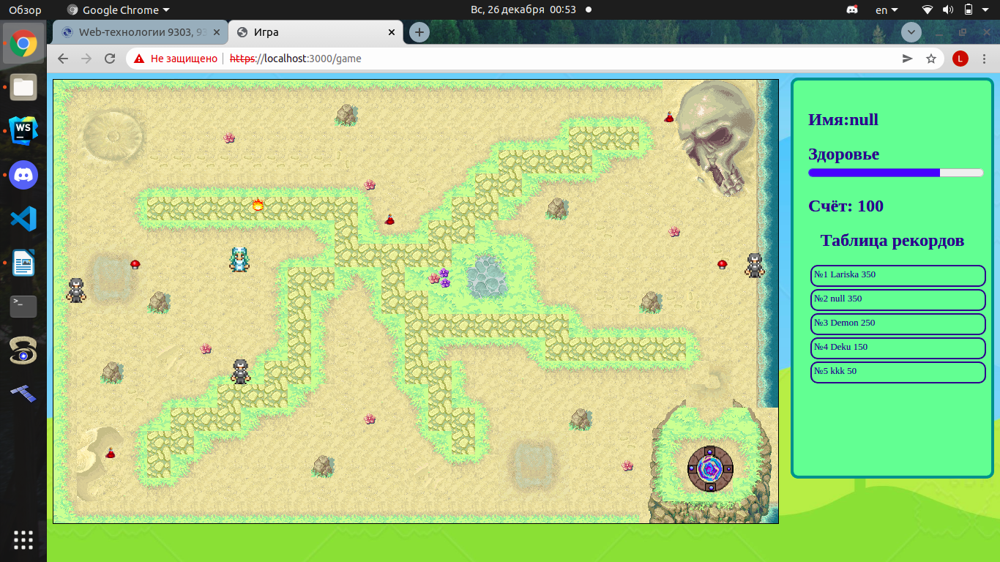 Обзор
Google Chrome
Вс, 26 декабря 00:53
en
Web-технологии 9303, 93
Игра
Не защищено
https://localhost:3000/game
L
WS
>_
Имя:null
Здоровье
Счёт: 100
Таблица рекордов
№1 Lariska 350
№2 null 350
№3 Demon 250
№4 Deku 150
№5 kkk 50